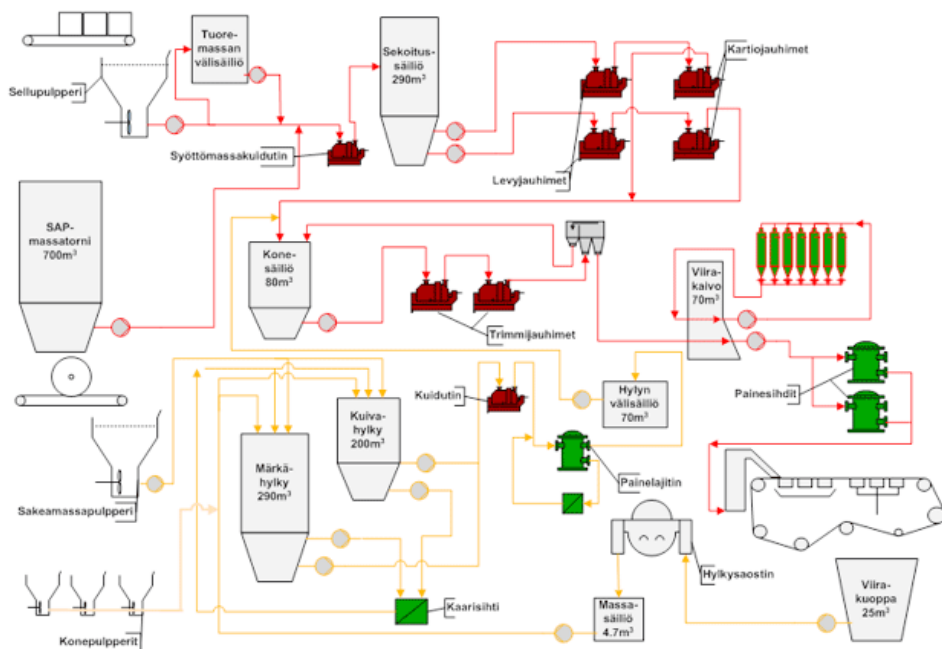 Tuore-
massan
välisäiliö
Sekoitus-
säiliö
290m³
Kartiojauhimet
Sellupulpperi
Syöttömassakuidutin
Levyjauhimet
SAP-
massatorni
700m³
Kone-
säiliö
80m³
Viira-
kaivo
70m³
Trimmijauhimet
Painesihdit
Kuidutin
Hylyn
välisäiliö
70m³
Kuiva-
hylky
200m³
Märkä-
hylky
290m³
Painelajitin
Sakeamassapulpperi
Hylkysaostin
Viira-
kuoppa
25m³
Kaarisihti
Massa-
säiliö
4.7m³
Konepulpperit